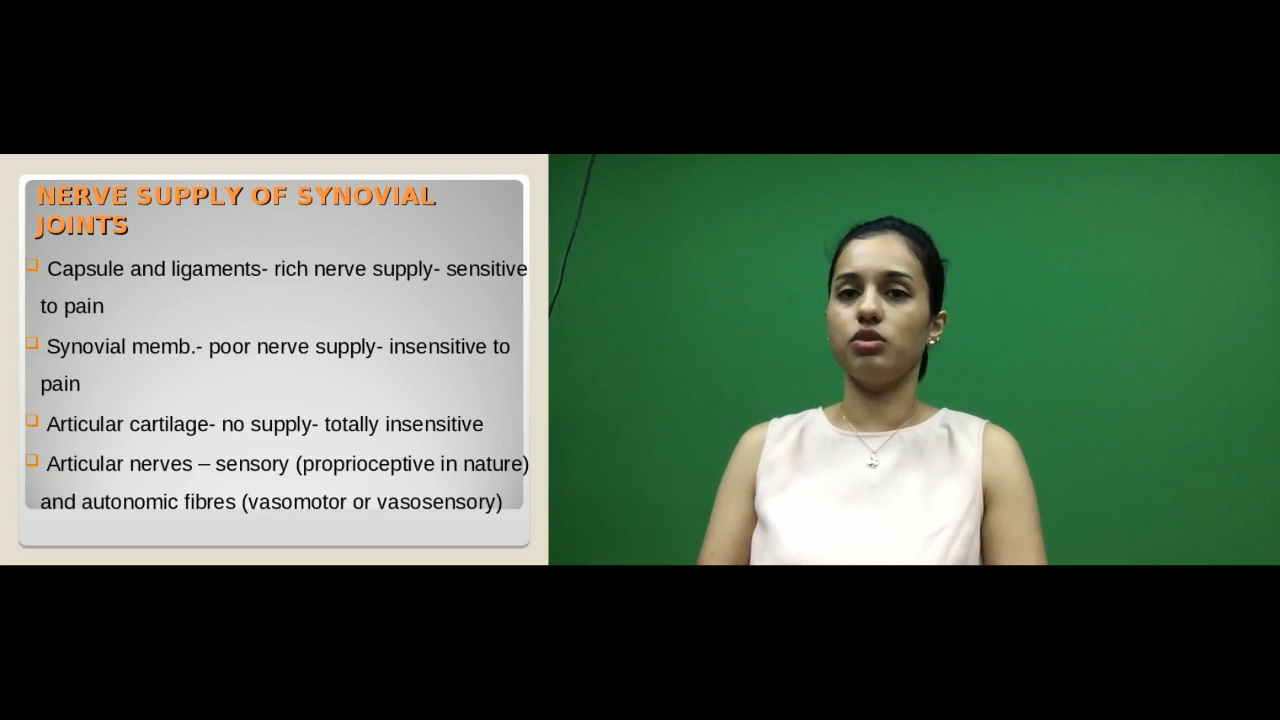 NERVE SUPPLY OF SYNOVIAL
JOINTS
Capsule and ligaments- rich nerve supply- sensitive
to pain
Synovial memb.- poor nerve supply- insensitive to
pain
Articular cartilage- no supply- totally insensitive
Articular nerves – sensory (proprioceptive in nature)
and autonomic fibres (vasomotor or vasosensory)